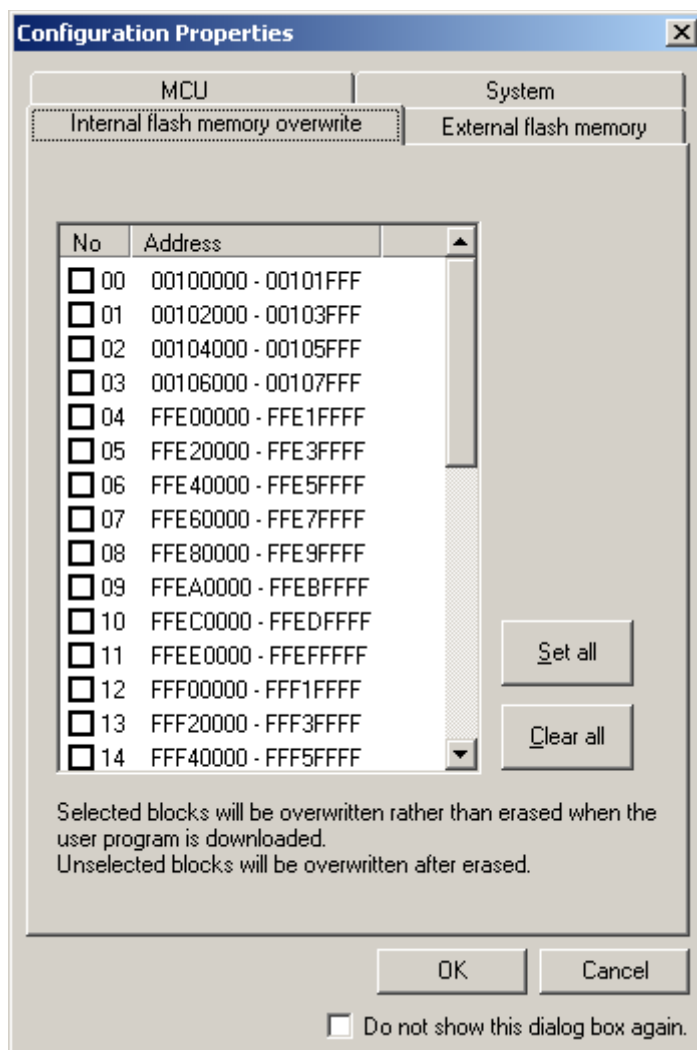 Configuration Properties
MCU System
Internal flash memory overwrite External flash memory
No Address
00 00100000 - 00101FFF
01 00102000 - 00103FFF
02 00104000 - 00105FFF
03 00106000 - 00107FFF
04 FFE00000 - FFE1FFFF
05 FFE20000 - FFE3FFFF
06 FFE40000 - FFE5FFFF
07 FFE60000 - FFE7FFFF
08 FFE80000 - FFE9FFFF
09 FFEA0000 - FFEBFFFF
10 FFEC0000 - FFEDFFFF
11 FFEE0000 - FFEFFFFF
12 FFF00000 - FFF1FFFF
13 FFF20000 - FFF3FFFF
14 FFF40000 - FFF5FFFF
Set all
Clear all
Selected blocks will be overwritten rather than erased when the
user program is downloaded.
Unselected blocks will be overwritten after erased.
OK Cancel
Do not show this dialog box again.